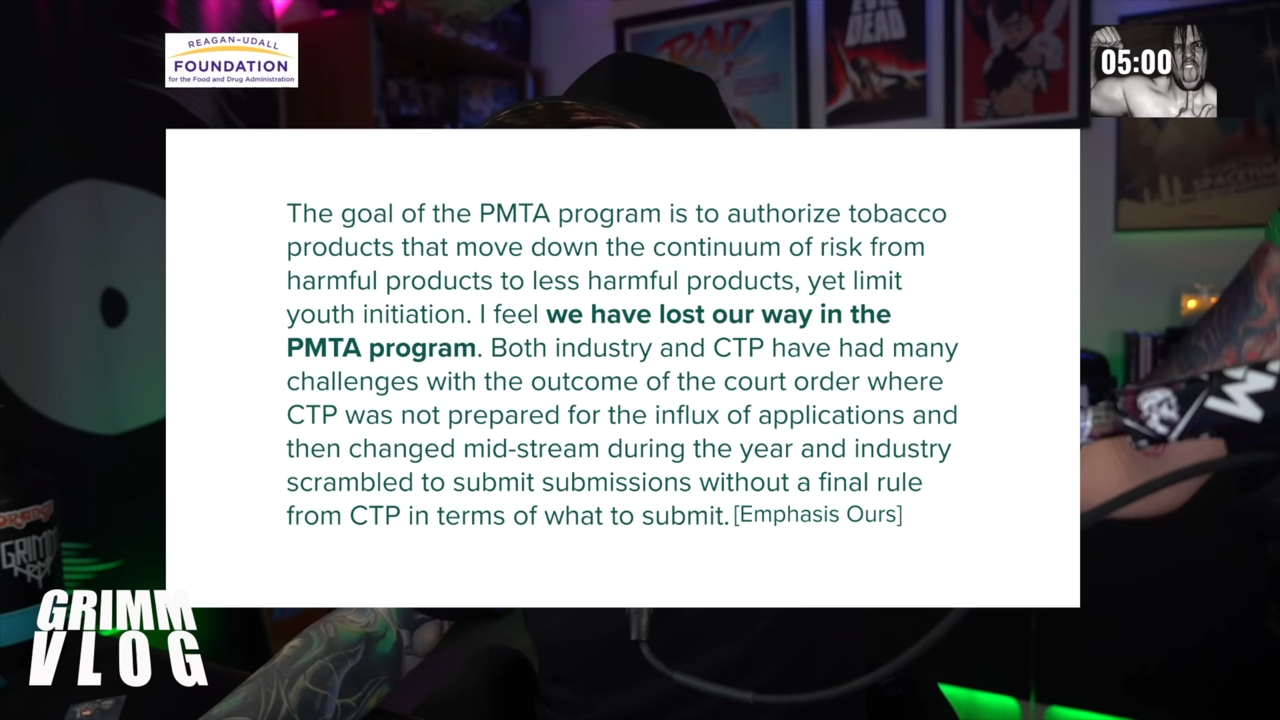 REAGAN-UDALL
FOUNDATION
for the Food and Drug Administration
RAD
EVIL
DEAD
05:00
The goal of the PMTA program is to authorize tobacco
products that move down the continuum of risk from
harmful products to less harmful products, yet limit
youth initiation. I feel we have lost our way in the
PMTA program. Both industry and CTP have had many
challenges with the outcome of the court order where
CTP was not prepared for the influx of applications and
then changed mid-stream during the year and industry
scrambled to submit submissions without a final rule
from CTP in terms of what to submit. [Emphasis Ours]
GRIMM
GRIMM
VLOG